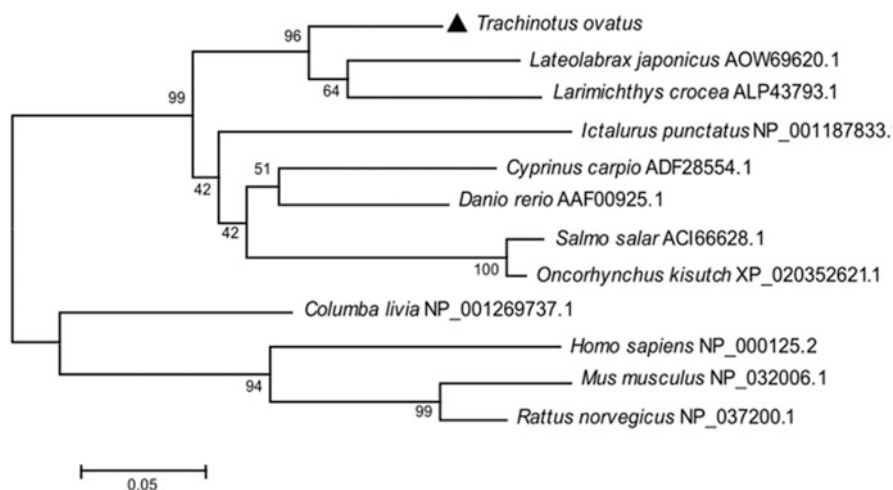 96
▲ Trachinotus ovatus
Lateolabrax japonicus AOW69620.1
64
Larimichthys crocea ALP43793.1
99
Ictalurus punctatus NP_001187833.
42
51
Cyprinus carpio ADF28554.1
Danio rerio AAF00925.1
42
Salmo salar ACI66628.1
100
Oncorhynchus kisutch XP_020352621.1
Columba livia NP_001269737.1
Homo sapiens NP_000125.2
94
Mus musculus NP_032006.1
99
Rattus norvegicus NP_037200.1
0.05